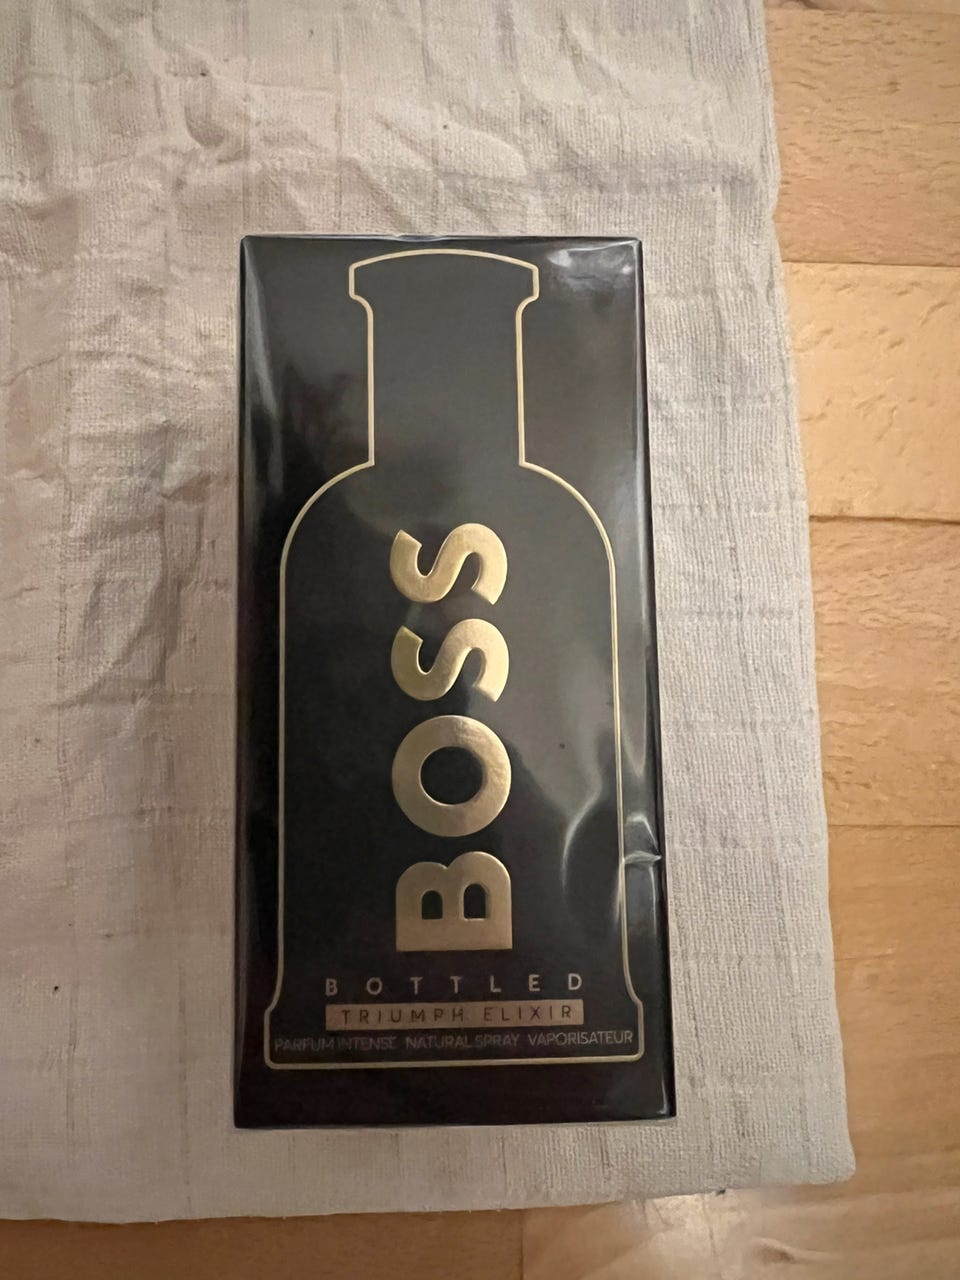 BOSS
BOTTLED
TRIUMPH ELIXIR
PARFUM INTENSE NATURAL SPRAY VAPORISATEUR